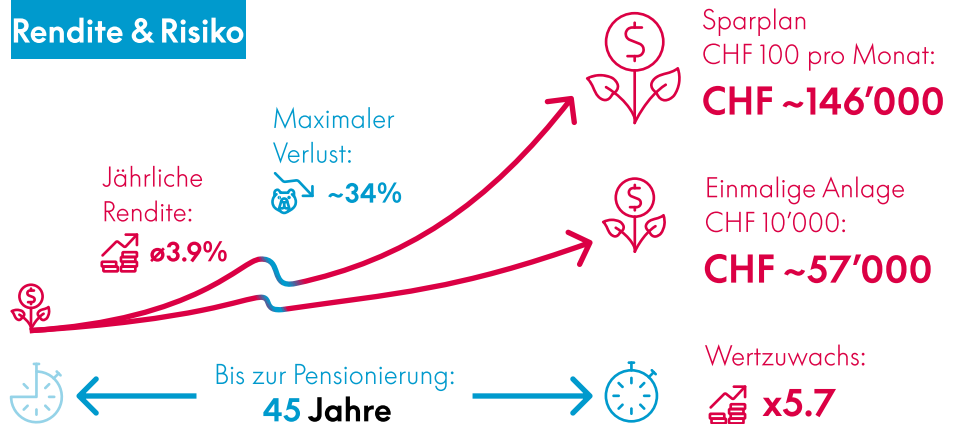 Rendite & Risiko
Sparplan
CHF 100 pro Monat:
CHF ~146’000
Maximaler
Verlust:
~34%
Jährliche
Rendite:
ø3.9%
Einmalige Anlage
CHF 10’000:
CHF ~57’000
Bis zur Pensionierung:
45 Jahre
Wertzuwachs:
x5.7